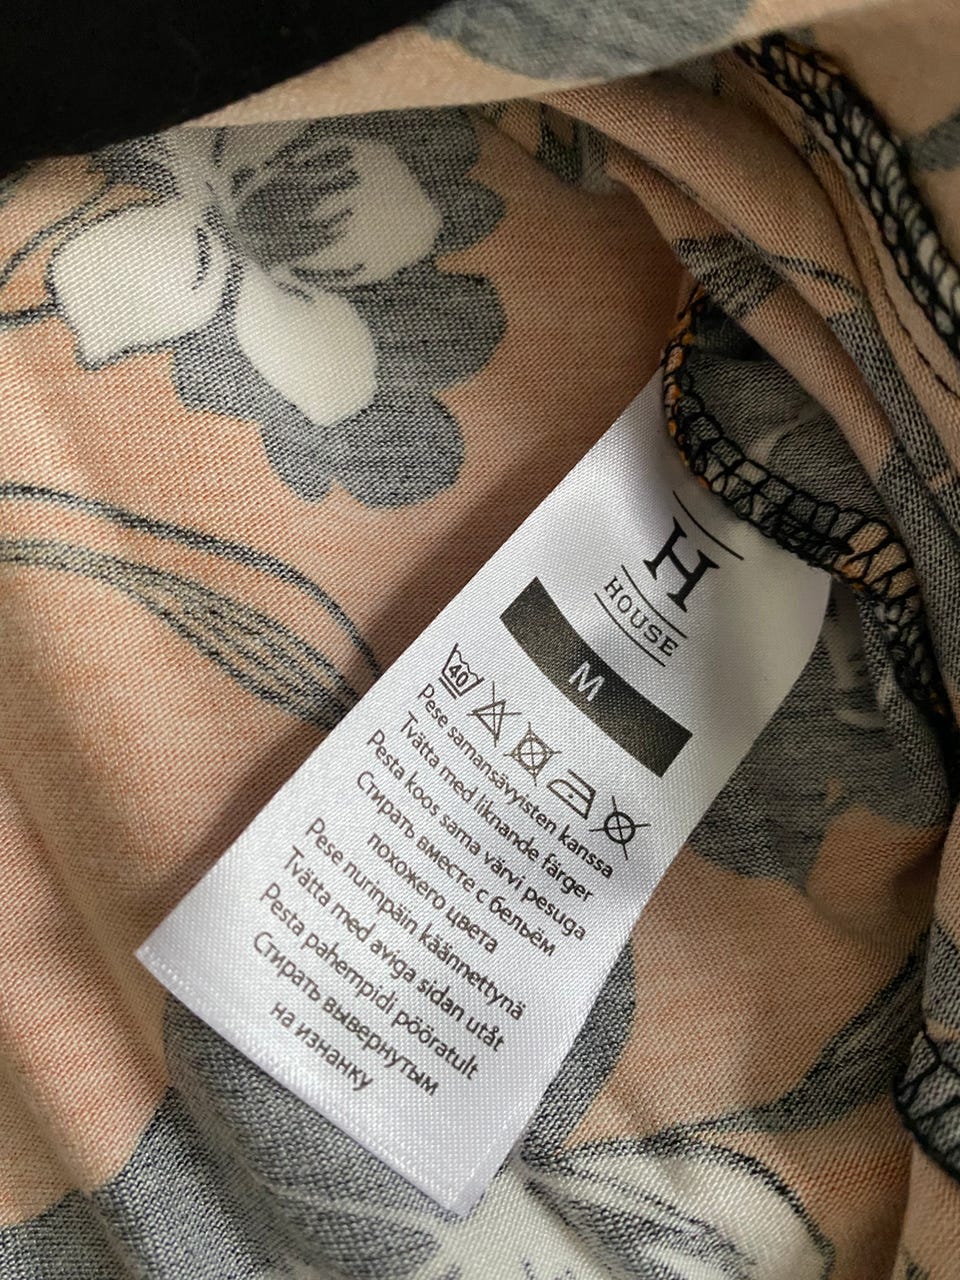 H
HOUSE
M
40
Pese samansävyisten kanssa
Tvätta med liknande färger
Pesta koos sama värvi pesuga
Стирать вместе с бельём
похожего цвета
Pese nurinpäin käännettynä
Tvätta med aviga sidan utåt
Pesta pahempidi pööratult
Стирать вывернутым
на изнанку